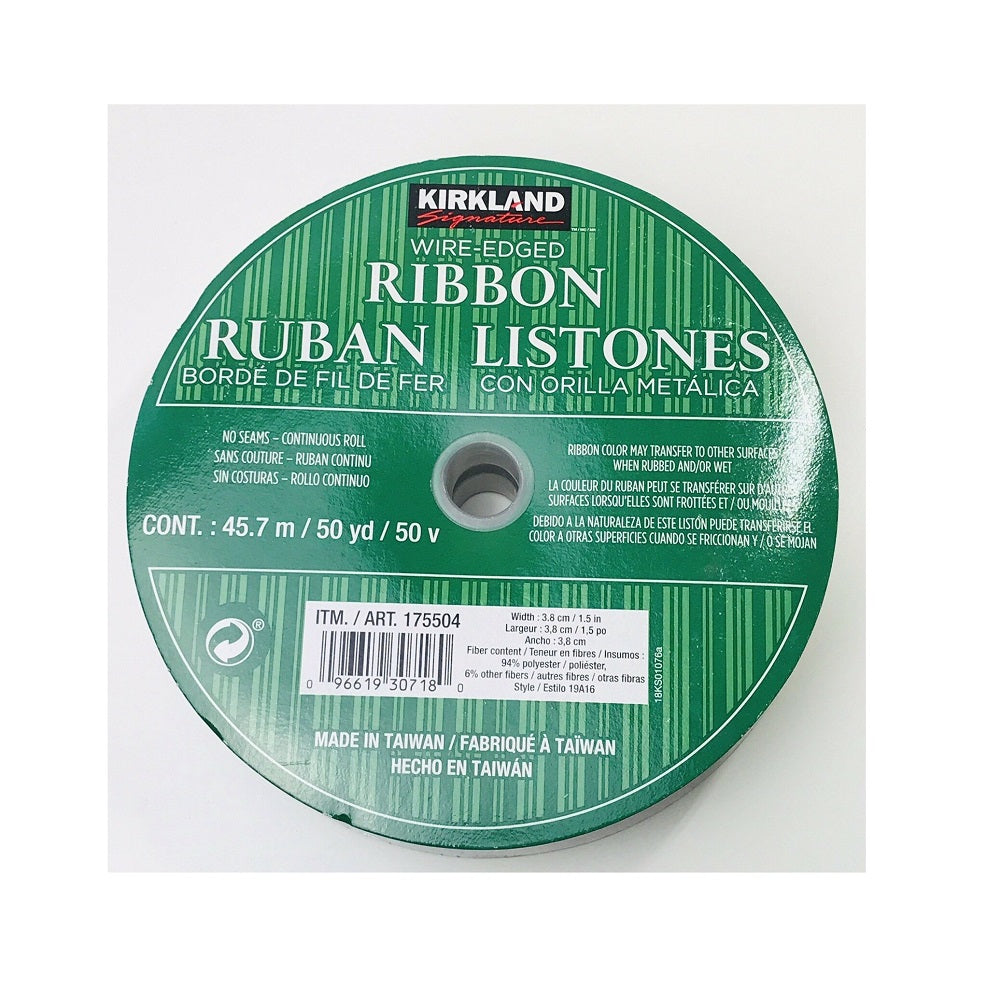 KIRKLAND
Signature
WIRE-EDGED
RIBBON
RUBAN
BORDÉ DE FIL DE FER
LISTONES
CON ORILLA METÁLICA
NO SEAMS – CONTINUOUS ROLL
SANS COUTURE – RUBAN CONTINU
SIN COSTURAS – ROLLO CONTINUO
CONT. : 45.7 m / 50 yd / 50 v
RIBBON COLOR MAY TRANSFER TO OTHER SURFACES
WHEN RUBBED AND/OR WET
LA COULEUR DU RUBAN PEUT SE TRANSFÉRER SUR
SURFACES LORSQU'ELLES SONT FROTTÉES ET / OU
DEBIDO A LA NATURALEZA DE ESTE LISTÓN PUEDE TRANSFERIRSE EL
COLOR A OTRAS SUPERFICIES CUANDO SE FRICCIONAN Y / O SE MOJAN
®
ITM. / ART. 175504
0 96619 30718 0
Width : 3.8 cm / 1.5 in
Largeur : 3,8 cm / 1,5 po
Ancho : 3,8 cm
Fiber content / Teneur en fibres / Insumos :
94% polyester / poliéster,
6% other fibers / autres fibres / otras fibras
Style / Estilo 19A16
18KS01076a
MADE IN TAIWAN / FABRIQUÉ À TAÏWAN
HECHO EN TAIWÁN